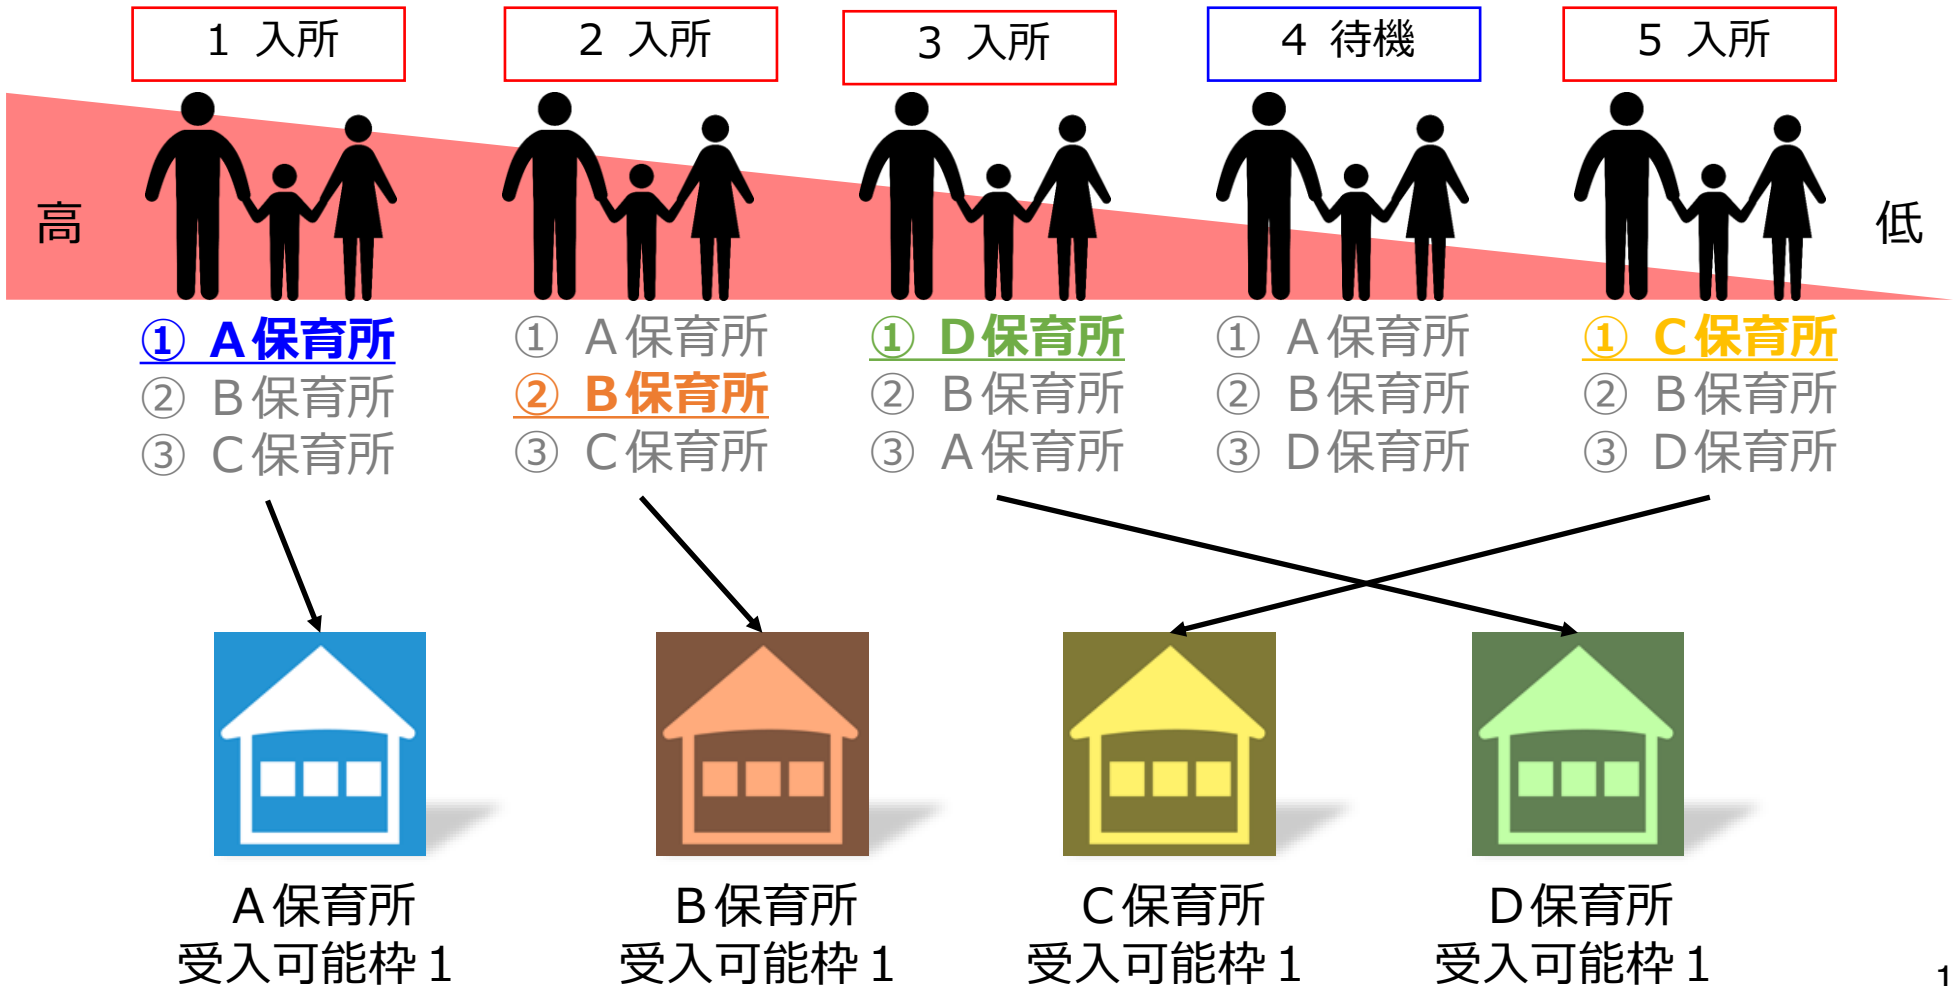 1 入所
2 入所
3 入所
4 待機
5 入所
高
低
① A保育所
② B保育所
③ C保育所
① A保育所
② B保育所
③ C保育所
① D保育所
② B保育所
③ A保育所
① A保育所
② B保育所
③ D保育所
① C保育所
② B保育所
③ D保育所
A保育所
受入可能枠1
B保育所
受入可能枠1
C保育所
受入可能枠1
D保育所
受入可能枠1
1